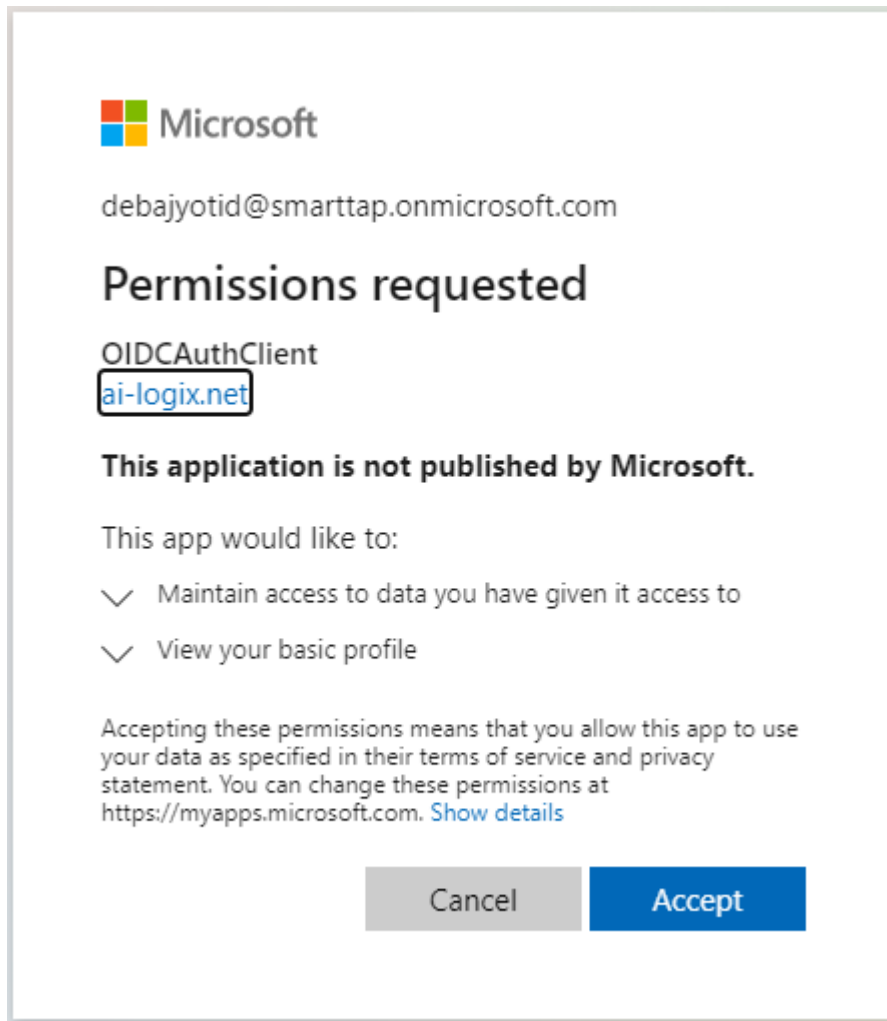 Microsoft
debajyotid@smarttap.onmicrosoft.com
Permissions requested
OIDCAuthClient
ai-logix.net
This application is not published by Microsoft.
This app would like to:
Maintain access to data you have given it access to
View your basic profile
Accepting these permissions means that you allow this app to use
your data as specified in their terms of service and privacy
statement. You can change these permissions at
https://myapps.microsoft.com. Show details
Cancel Accept